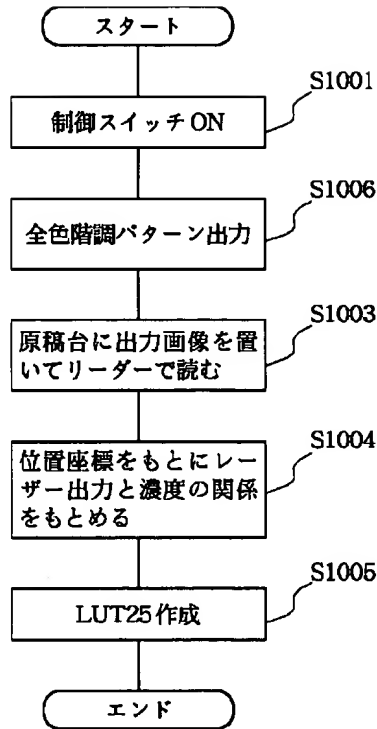 スタート
S1001
制御スイッチON
S1006
全色階調パターン出力
S1003
原稿台に出力画像を置
いてリーダーで読む
S1004
位置座標をもとにレー
ザー出力と濃度の関係
をもとめる
S1005
LUT25作成
エンド